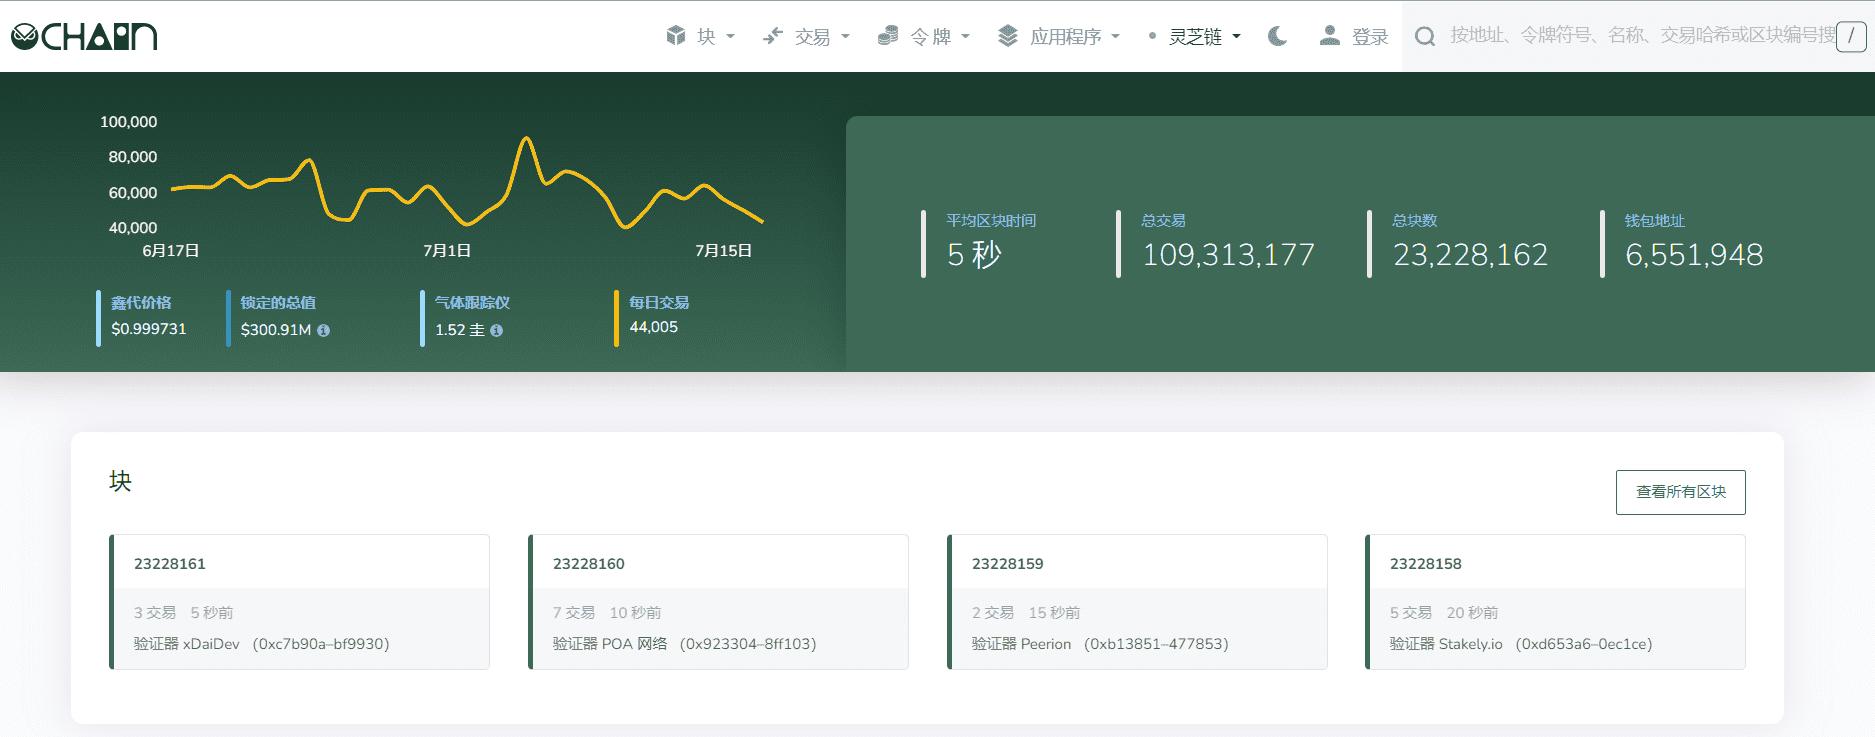 CHAIN
块
交易
令牌
应用程序
灵芝链
登录
按地址、令牌符号、名称、交易哈希或区块编号搜
/
100,000
80,000
60,000
40,000
6月17日 7月1日 7月15日
鑫代价格
$0.999731
锁定的总值
$300.91M
气体跟踪仪
1.52 圭
每日交易
44,005
平均区块时间
5 秒
总交易
109,313,177
总块数
23,228,162
钱包地址
6,551,948
块
查看所有区块
23228161
3 交易 5 秒前
验证器 xDaiDev （0xc7b90a–bf9930）
23228160
7 交易 10 秒前
验证器 POA 网络 （0x923304–8ff103）
23228159
2 交易 15 秒前
验证器 Peerion （0xb13851–477853）
23228158
5 交易 20 秒前
验证器 Stakely.io （0xd653a6–0ec1ce）